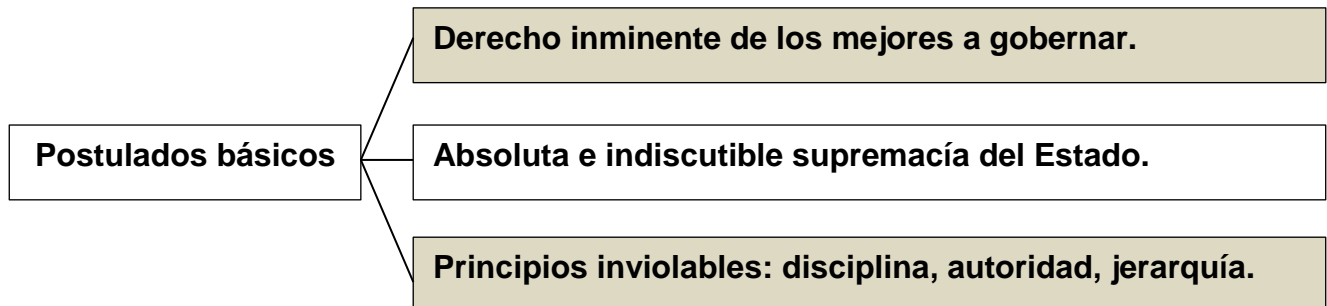 Derecho inminente de los mejores a gobernar.
Postulados básicos
Absoluta e indiscutible supremacía del Estado.
Principios inviolables: disciplina, autoridad, jerarquía.